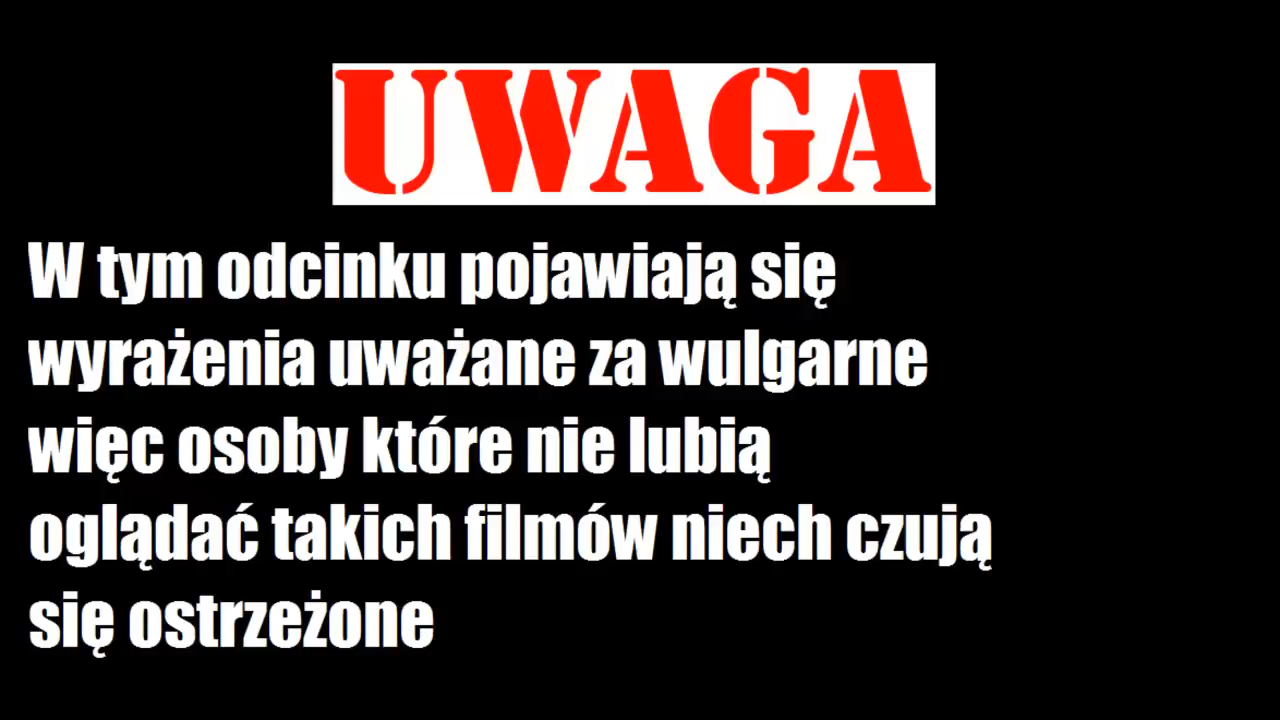 UWAGA
W tym odcinku pojawiają się
wyrażenia uważane za wulgarne
więc osoby które nie lubią
oglądać takich filmów niech czują
się ostrzeżone